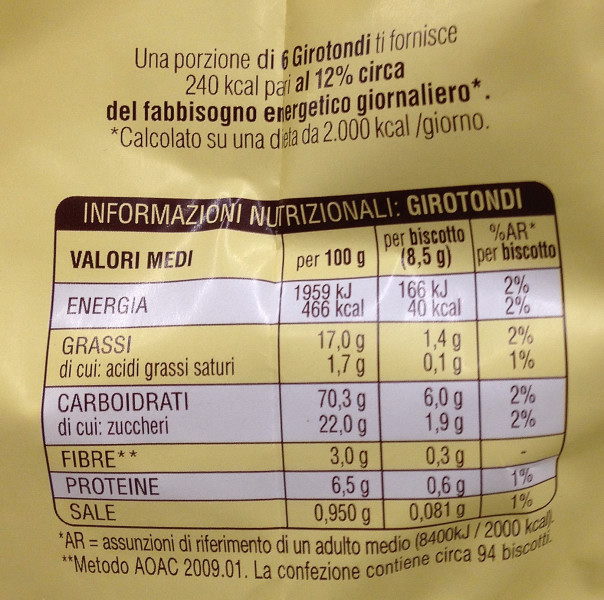 Una porzione di 6 Girotondi ti fornisce
240 kcal pari al 12% circa
del fabbisogno energetico giornaliero*.
*Calcolato su una dieta da 2.000 kcal /giorno.
INFORMAZIONI NUTRIZIONALI: GIROTONDI
VALORI MEDI per 100 g per biscotto (8,5 g) %AR* per biscotto
ENERGIA 1959 kJ 166 kJ 2%
466 kcal 40 kcal 2%
GRASSI 17,0 g 1,4 g 2%
di cui: acidi grassi saturi 1,7 g 0,1 g 1%
CARBOIDRATI 70,3 g 6,0 g 2%
di cui: zuccheri 22,0 g 1,9 g 2%
FIBRE** 3,0 g 0,3 g -
PROTEINE 6,5 g 0,6 g 1%
SALE 0,950 g 0,081 g 1%
*AR = assunzioni di riferimento di un adulto medio (8400kJ / 2000 kcal).
**Metodo AOAC 2009.01. La confezione contiene circa 94 biscotti.